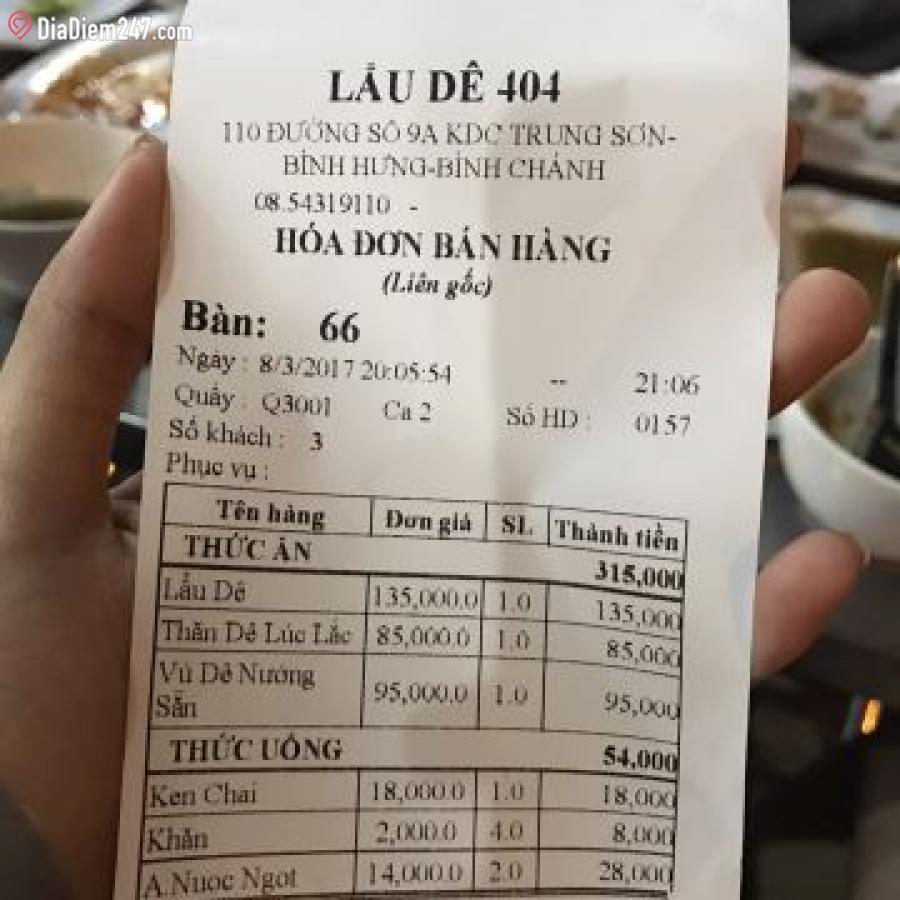 DiaDiem247.com
LẨU DÊ 404
110 ĐƯỜNG SỐ 9A KDC TRUNG SƠN-
BÌNH HƯNG-BÌNH CHÁNH
08.54319110 -
HÓA ĐƠN BÁN HÀNG
(Liên gốc)
Bàn: 66
Ngày : 8/3/2017 20:05:54 -- 21:06
Quầy : Q3001 Ca 2 Số HD : 0157
Số khách : 3
Phục vụ :
Tên hàng Đơn giá SL Thành tiền
THỨC ĂN 315,000
Lẩu Dê 135,000.0 1.0 135,000
Thăn Dê Lúc Lắc 85,000.0 1.0 85,000
Vú Dê Nướng
Sẵn 95,000.0 1.0 95,000
THỨC UỐNG 54,000
Ken Chai 18,000.0 1.0 18,000
Khăn 2,000.0 4.0 8,000
A.Nuoc Ngot 14,000.0 2.0 28,000